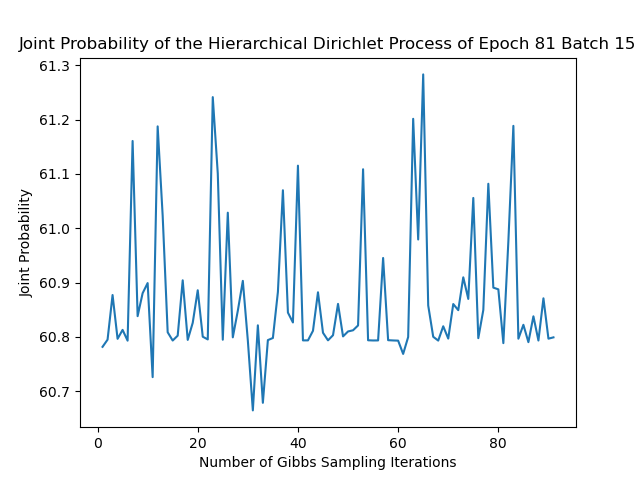 Joint Probability of the Hierarchical Dirichlet Process of Epoch 81 Batch 15
61.3
61.2
61.1
61.0
60.9
60.8
60.7
Joint Probability
0 20 40 60 80
Number of Gibbs Sampling Iterations